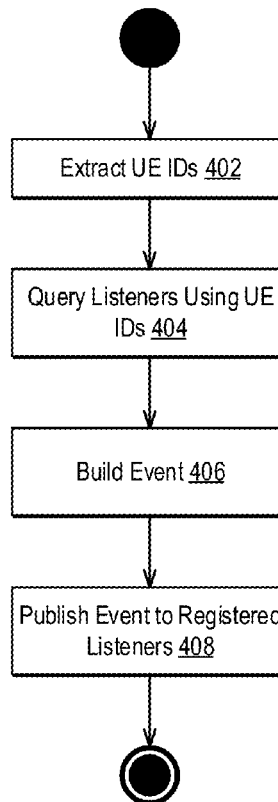 Extract UE IDs 402
Query Listeners Using UE
IDs 404
Build Event 406
Publish Event to Registered
Listeners 408